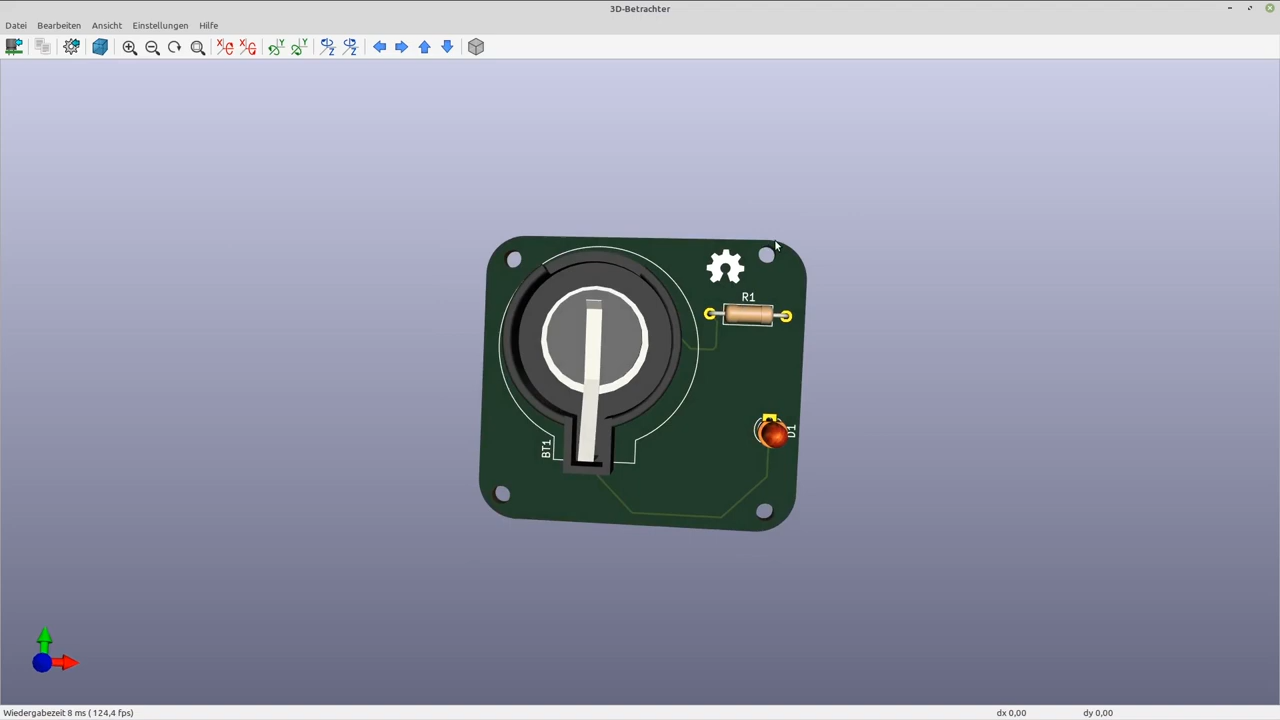 3D-Betrachter
Datei Bearbeiten Ansicht Einstellungen Hilfe
R1
D1
BT1
Wiedergabezeit 8 ms ( 124,4 fps) dx 0,00 dy 0,00